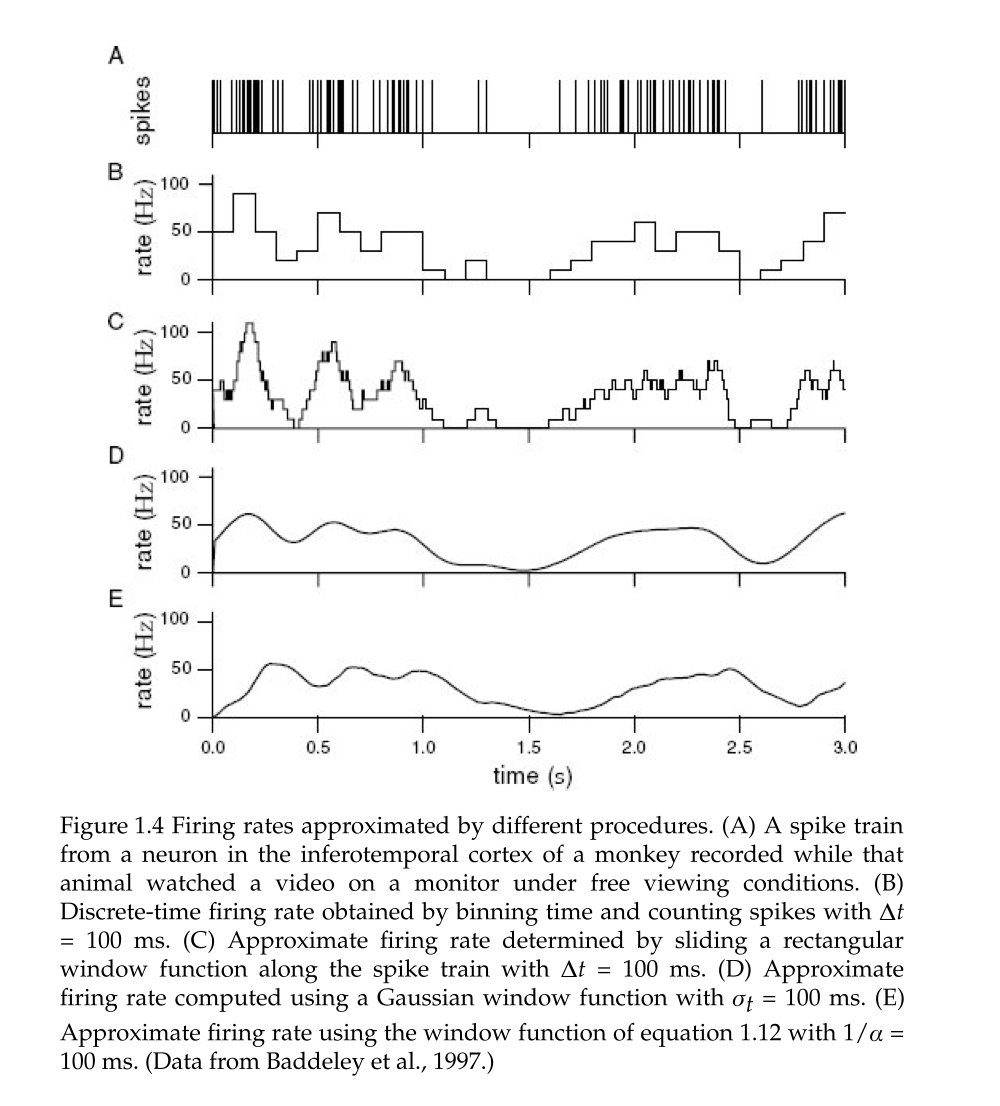 A
spikes
B
rate (Hz)
100
50
0
C
rate (Hz)
100
50
0
D
rate (Hz)
100
50
0
E
rate (Hz)
100
50
0
0.0 0.5 1.0 1.5 2.0 2.5 3.0
time (s)
Figure 1.4 Firing rates approximated by different procedures. (A) A spike train
from a neuron in the inferotemporal cortex of a monkey recorded while that
animal watched a video on a monitor under free viewing conditions. (B)
Discrete-time firing rate obtained by binning time and counting spikes with Δt
= 100 ms. (C) Approximate firing rate determined by sliding a rectangular
window function along the spike train with Δt = 100 ms. (D) Approximate
firing rate computed using a Gaussian window function with σt = 100 ms. (E)
Approximate firing rate using the window function of equation 1.12 with 1/α =
100 ms. (Data from Baddeley et al., 1997.)